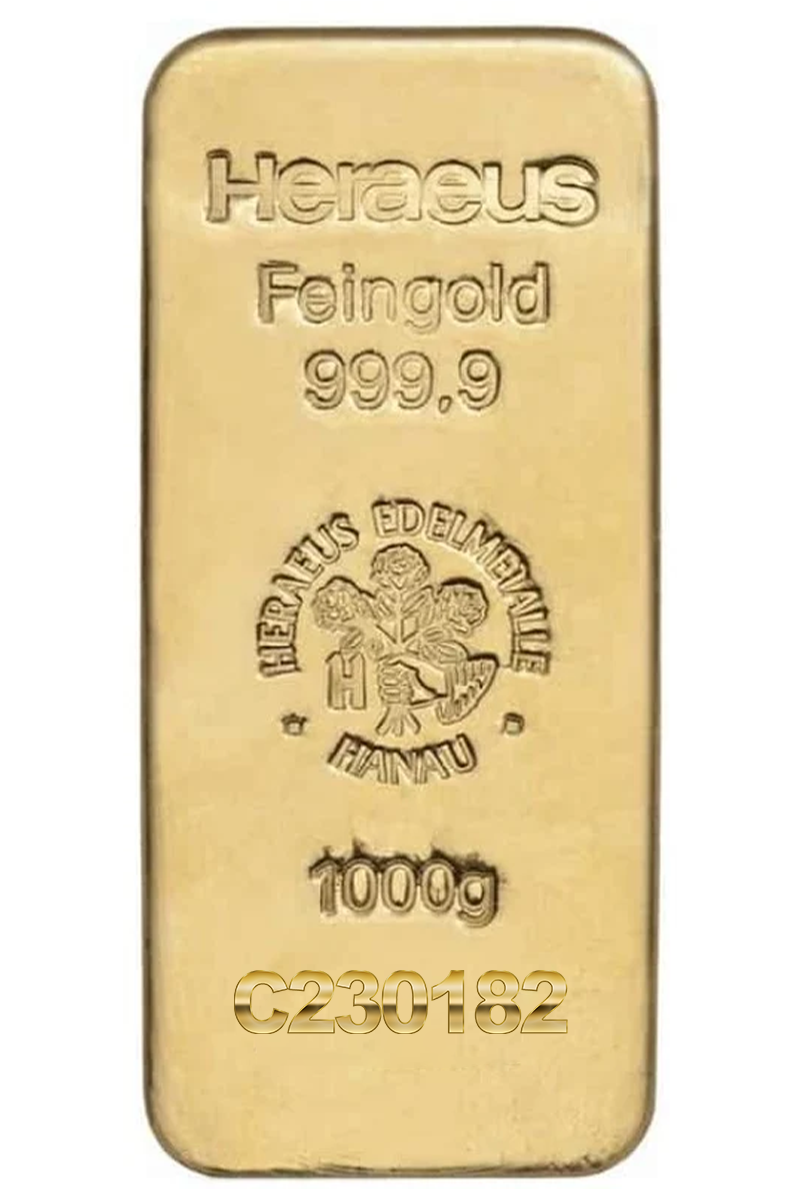 Heraeus
Feingold
999,9
HERAEUS EDELMETALLE
H
HANAU
1000g
C230182